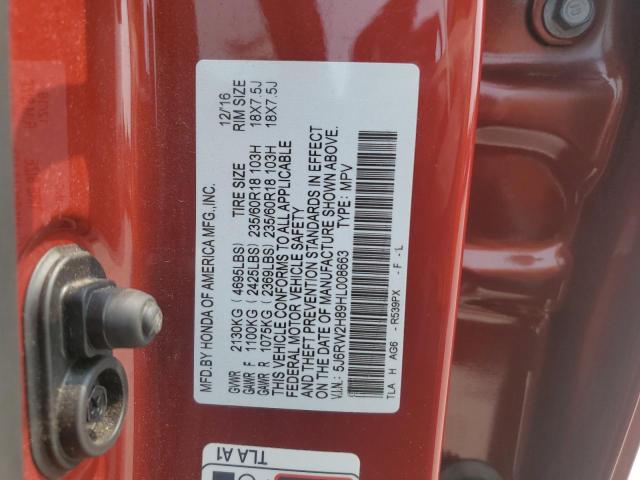 MFD.BY HONDA OF AMERICA MFG.,INC. 12/16
TIRE SIZE RIM SIZE
GVWR 2130KG ( 4695LBS)
GAWR F 1100KG ( 2425LBS) 235/60R18 103H 18X7.5J
GAWR R 1075KG ( 2369LBS) 235/60R18 103H 18X7.5J
THIS VEHICLE CONFORMS TO ALL APPLICABLE
FEDERAL MOTOR VEHICLE SAFETY
AND THEFT PREVENTION STANDARDS IN EFFECT
ON THE DATE OF MANUFACTURE SHOWN ABOVE.
V.I.N: 5J6RW2H89HL008663 TYPE: MPV
TLA H AG6 - R539PX - F - L
TLA A1